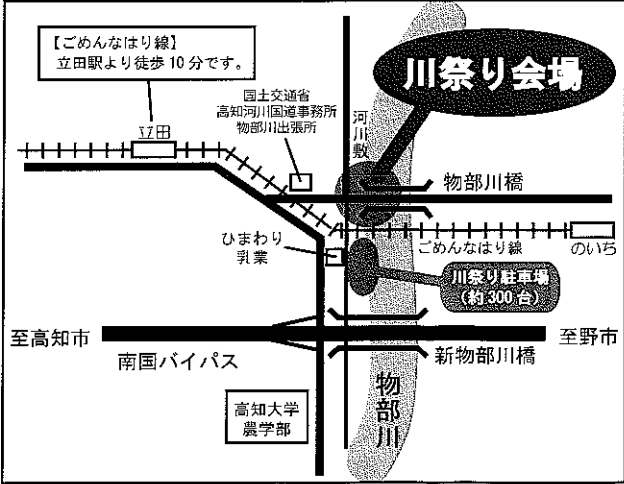 【ごめんなはり線】
立田駅より徒歩10分です。
川祭り会場
国土交通省
高知河川国道事務所
物部川出張所
立田
河川敷
物部川橋
ごめんなはり線
のいち
ひまわり
乳業
川祭り駐車場
(約300台)
至高知市
至野市
南国バイパス
新物部川橋
高知大学
農学部
物部川